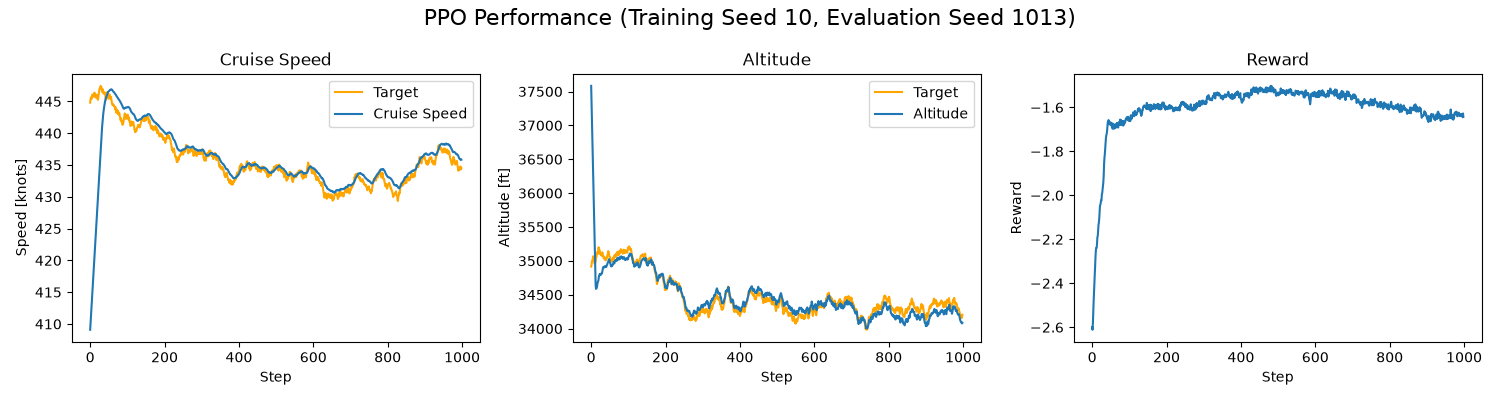 PPO Performance (Training Seed 10, Evaluation Seed 1013)
Cruise Speed
Speed [knots]
445
440
435
430
425
420
415
410
0
200
400
600
800
1000
Step
Target
Cruise Speed
Altitude
Altitude [ft]
37500
37000
36500
36000
35500
35000
34500
34000
0
200
400
600
800
1000
Step
Target
Altitude
Reward
Reward
−1.6
−1.8
−2.0
−2.2
−2.4
−2.6
0
200
400
600
800
1000
Step